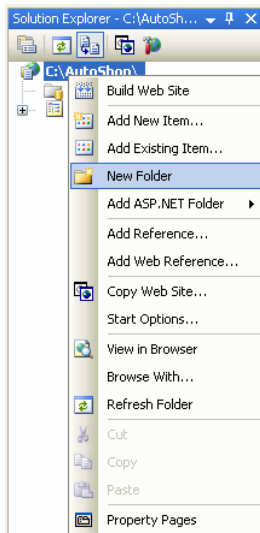 Solution Explorer - C:\AutoSh...
C:\AutoShop\
Build Web Site
Add New Item...
Add Existing Item...
New Folder
Add ASP.NET Folder
Add Reference...
Add Web Reference...
Copy Web Site...
Start Options...
View in Browser
Browse With...
Refresh Folder
Cut
Copy
Paste
Property Pages